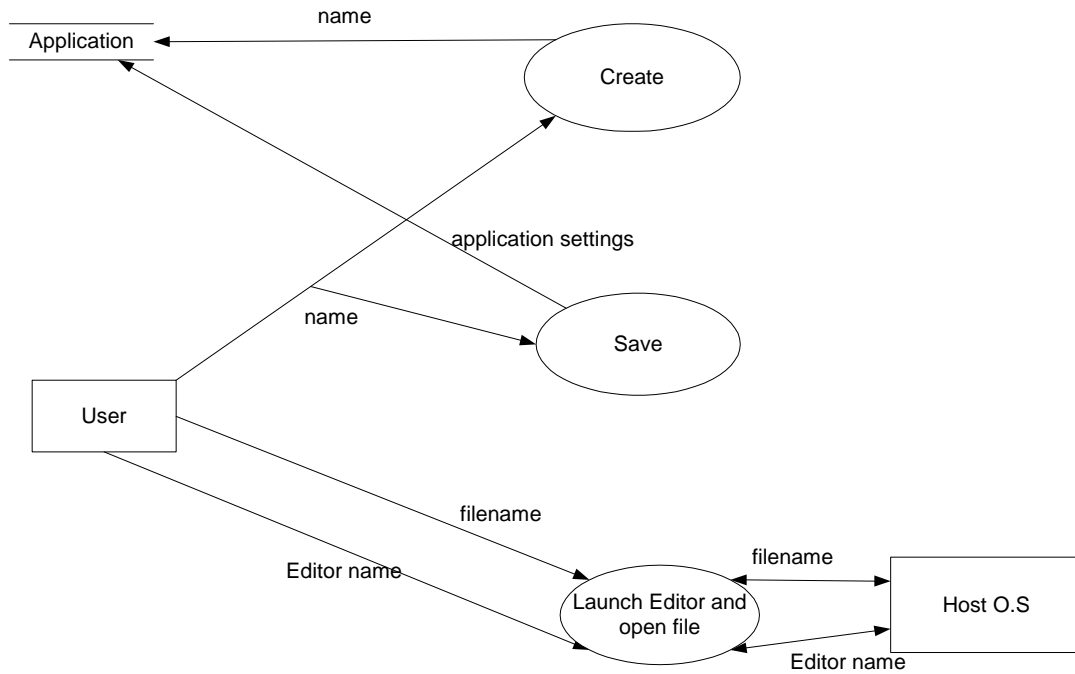 name
Application
Create
application settings
name
Save
User
filename
Editor name
filename
Launch Editor and
open file
Host O.S
Editor name